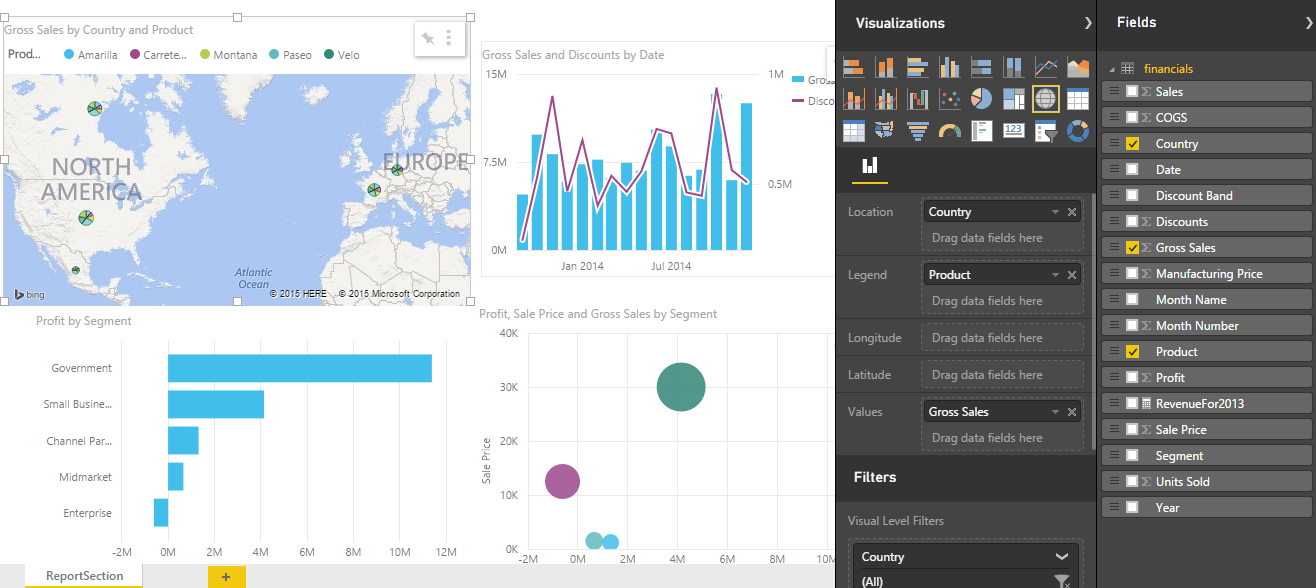 Gross Sales by Country and Product
Prod... Amarilla Carrete... Montana Paseo Velo
NORTH
AMERICA
EUROPE
Atlantic
Ocean
bing
© 2015 HERE © 2015 Microsoft Corporation
Gross Sales and Discounts by Date
15M
7.5M
0M
1M
0.5M
Jan 2014 Jul 2014
Gros
Disco
Profit by Segment
Government
Small Busine...
Channel Par...
Midmarket
Enterprise
-2M 0M 2M 4M 6M 8M 10M 12M
Profit, Sale Price and Gross Sales by Segment
Sale Price
40K
30K
20K
10K
0K
-2M 0M 2M 4M 6M 8M 10M
ReportSection
+
Visualizations
123
Location
Country
Drag data fields here
Legend
Product
Drag data fields here
Longitude
Drag data fields here
Latitude
Drag data fields here
Values
Gross Sales
Drag data fields here
Filters
Visual Level Filters
Country
(All)
Fields
financials
Σ Sales
Σ COGS
Country
Date
Discount Band
Σ Discounts
Σ Gross Sales
Σ Manufacturing Price
Month Name
Σ Month Number
Product
Σ Profit
RevenueFor2013
Σ Sale Price
Segment
Σ Units Sold
Year